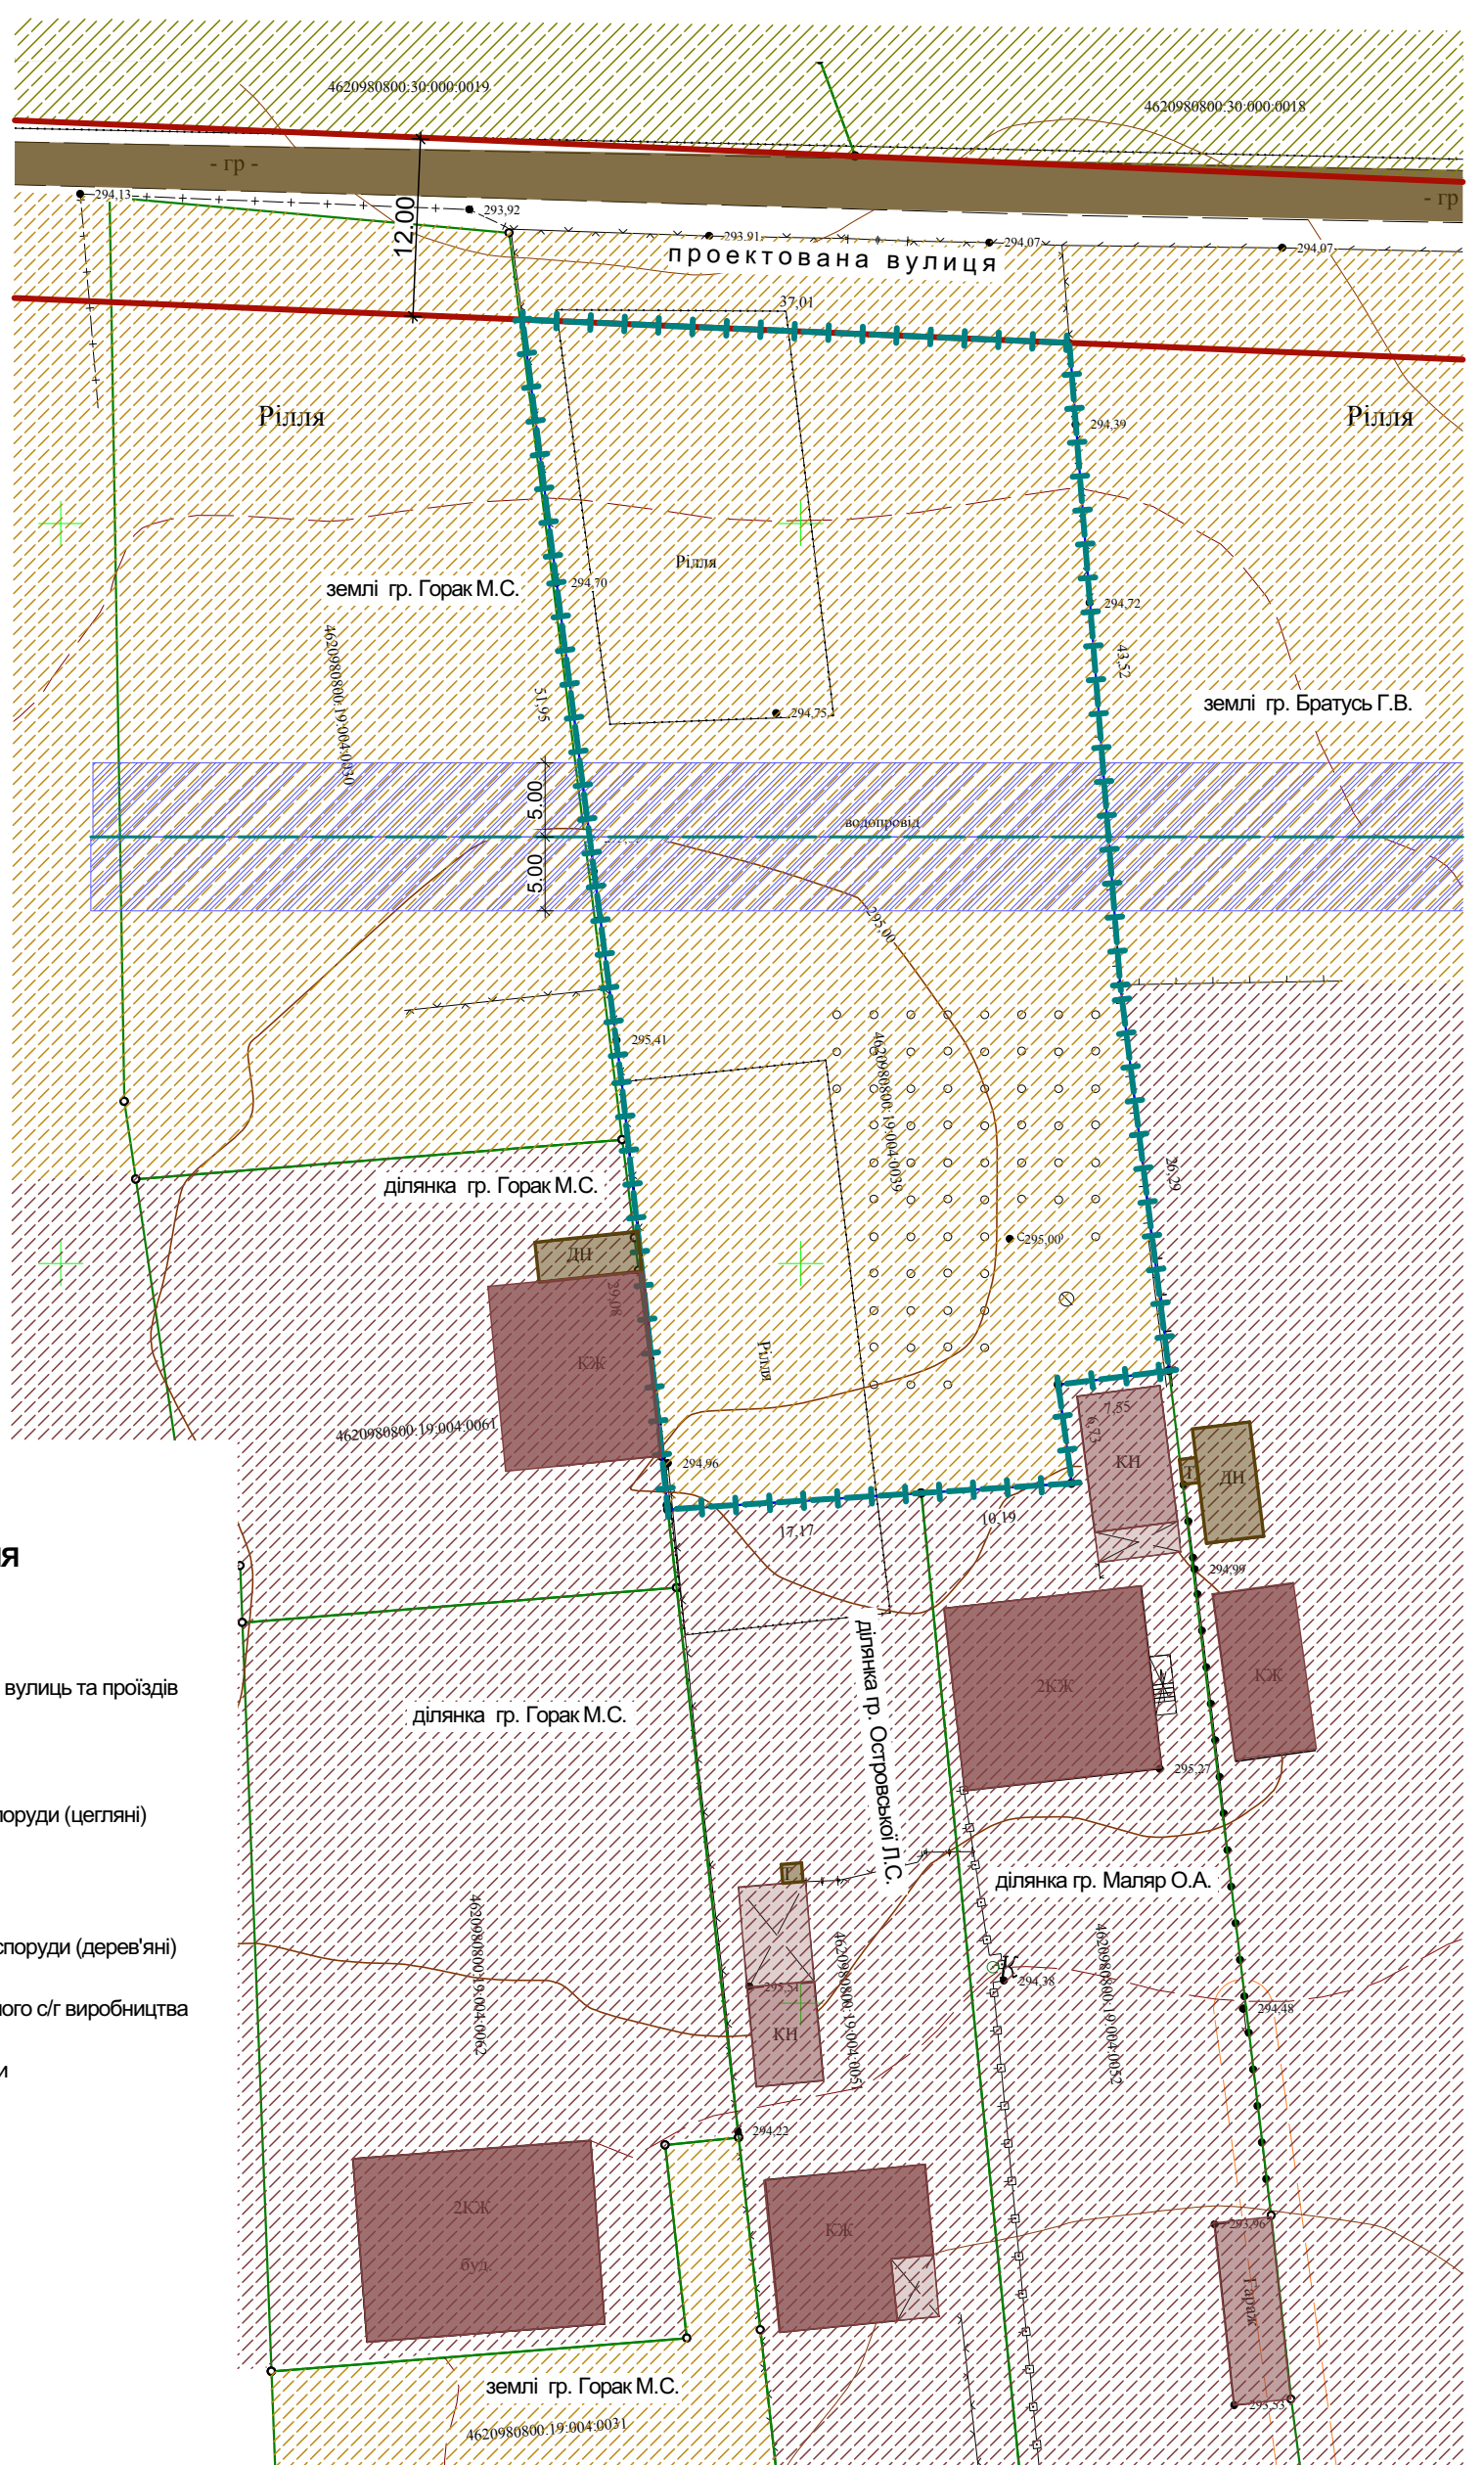 4620980800:30:000:0019
4620980800:30:000:0018
- гр -
- гр
294,13
293,92
12.00
293.91
294.07
294.07
проектована вулиця
37,01
Рілля
Рілля
294,39
Рілля
землі гр. Горак М.С.
294,70
294,72
4620980800:19:004:0030
51,95
43,52
294,75
землі гр. Братусь Г.В.
5.00
водопровід
5.00
295,00
295,41
4620980800:19:004:0039
26,29
ділянка гр. Горак М.С.
ДН
295,00
29,08
КЖ
Рілля
7,55
6,73
4620980800:19:004:0061
294,96
КН
Т
ДН
17,17
10,19
ня
294,99
вулиць та проїздів
2КЖ
КЖ
ділянка гр. Горак М.С.
ділянка гр. Островської Л.С.
295,27
поруди (цегляні)
Г
ділянка гр. Маляр О.А.
4620980800:19:004:0062
4620980800:19:004:0051
4620980800:19:004:0052
споруди (дерев'яні)
К
294,38
295,51
294,48
ного с/г виробництва
КН
и
294,22
2КЖ
буд.
КЖ
293,96
Гараж
землі гр. Горак М.С.
293,53
4620980800:19:004:0031